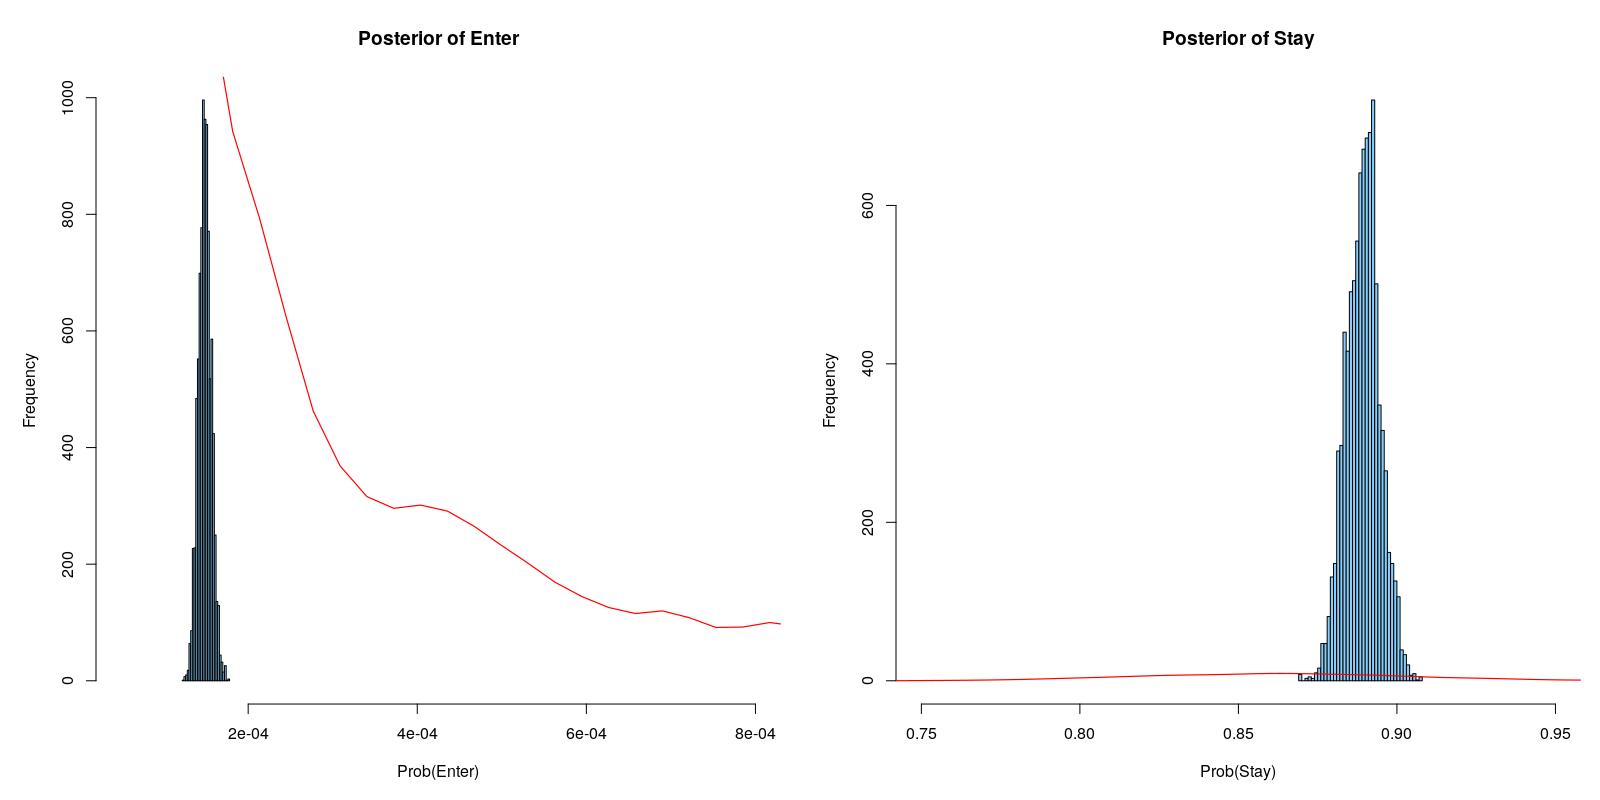 Posterior of Enter
Frequency
0
200
400
600
800
1000
2e-04
4e-04
6e-04
8e-04
Prob(Enter)
Posterior of Stay
Frequency
0
200
400
600
0.75
0.80
0.85
0.90
0.95
Prob(Stay)